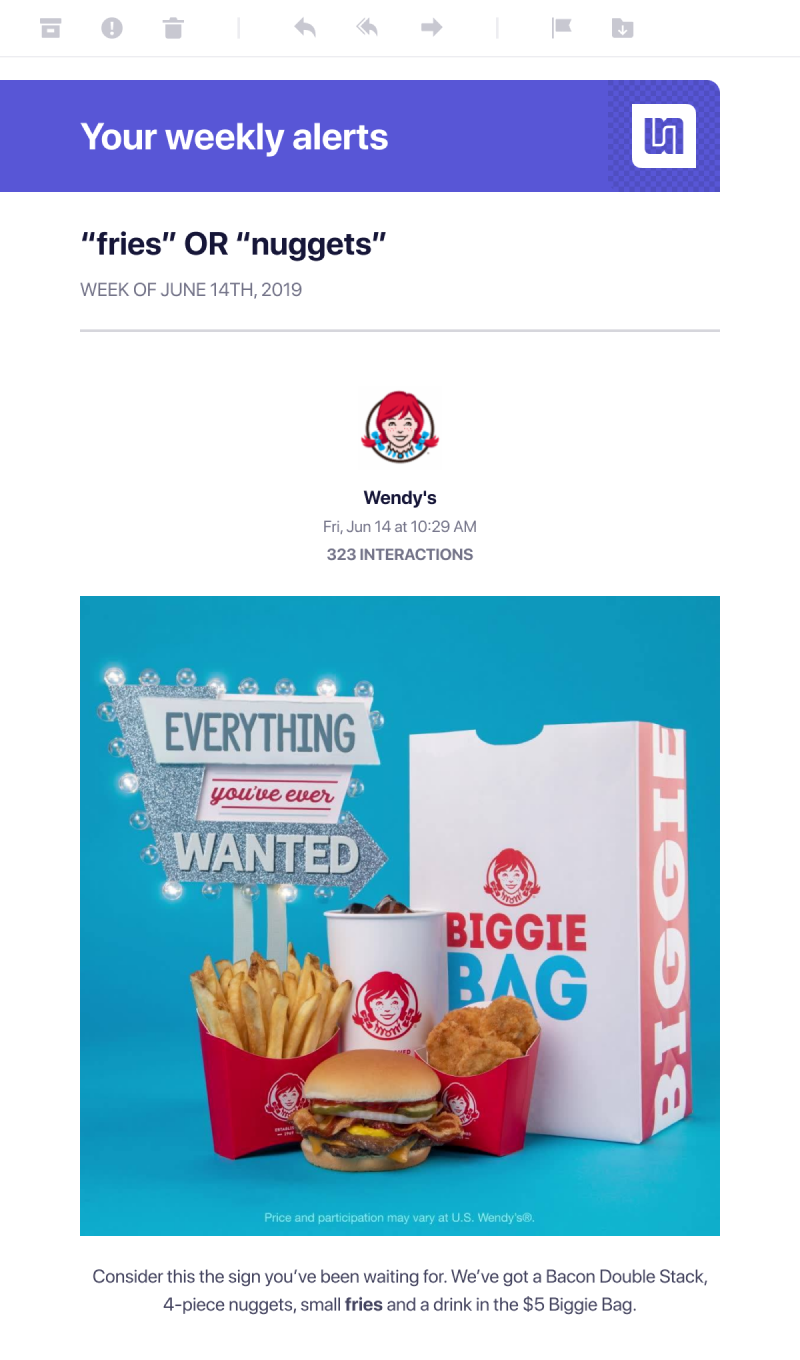 Your weekly alerts
“fries” OR “nuggets”
WEEK OF JUNE 14TH, 2019
Wendy's
Fri, Jun 14 at 10:29 AM
323 INTERACTIONS
EVERYTHING
you've ever
WANTED
BIGGIE
BAG
BIGGIE
Price and participation may vary at U.S. Wendy's®.
Consider this the sign you’ve been waiting for. We’ve got a Bacon Double Stack,
4-piece nuggets, small fries and a drink in the $5 Biggie Bag.